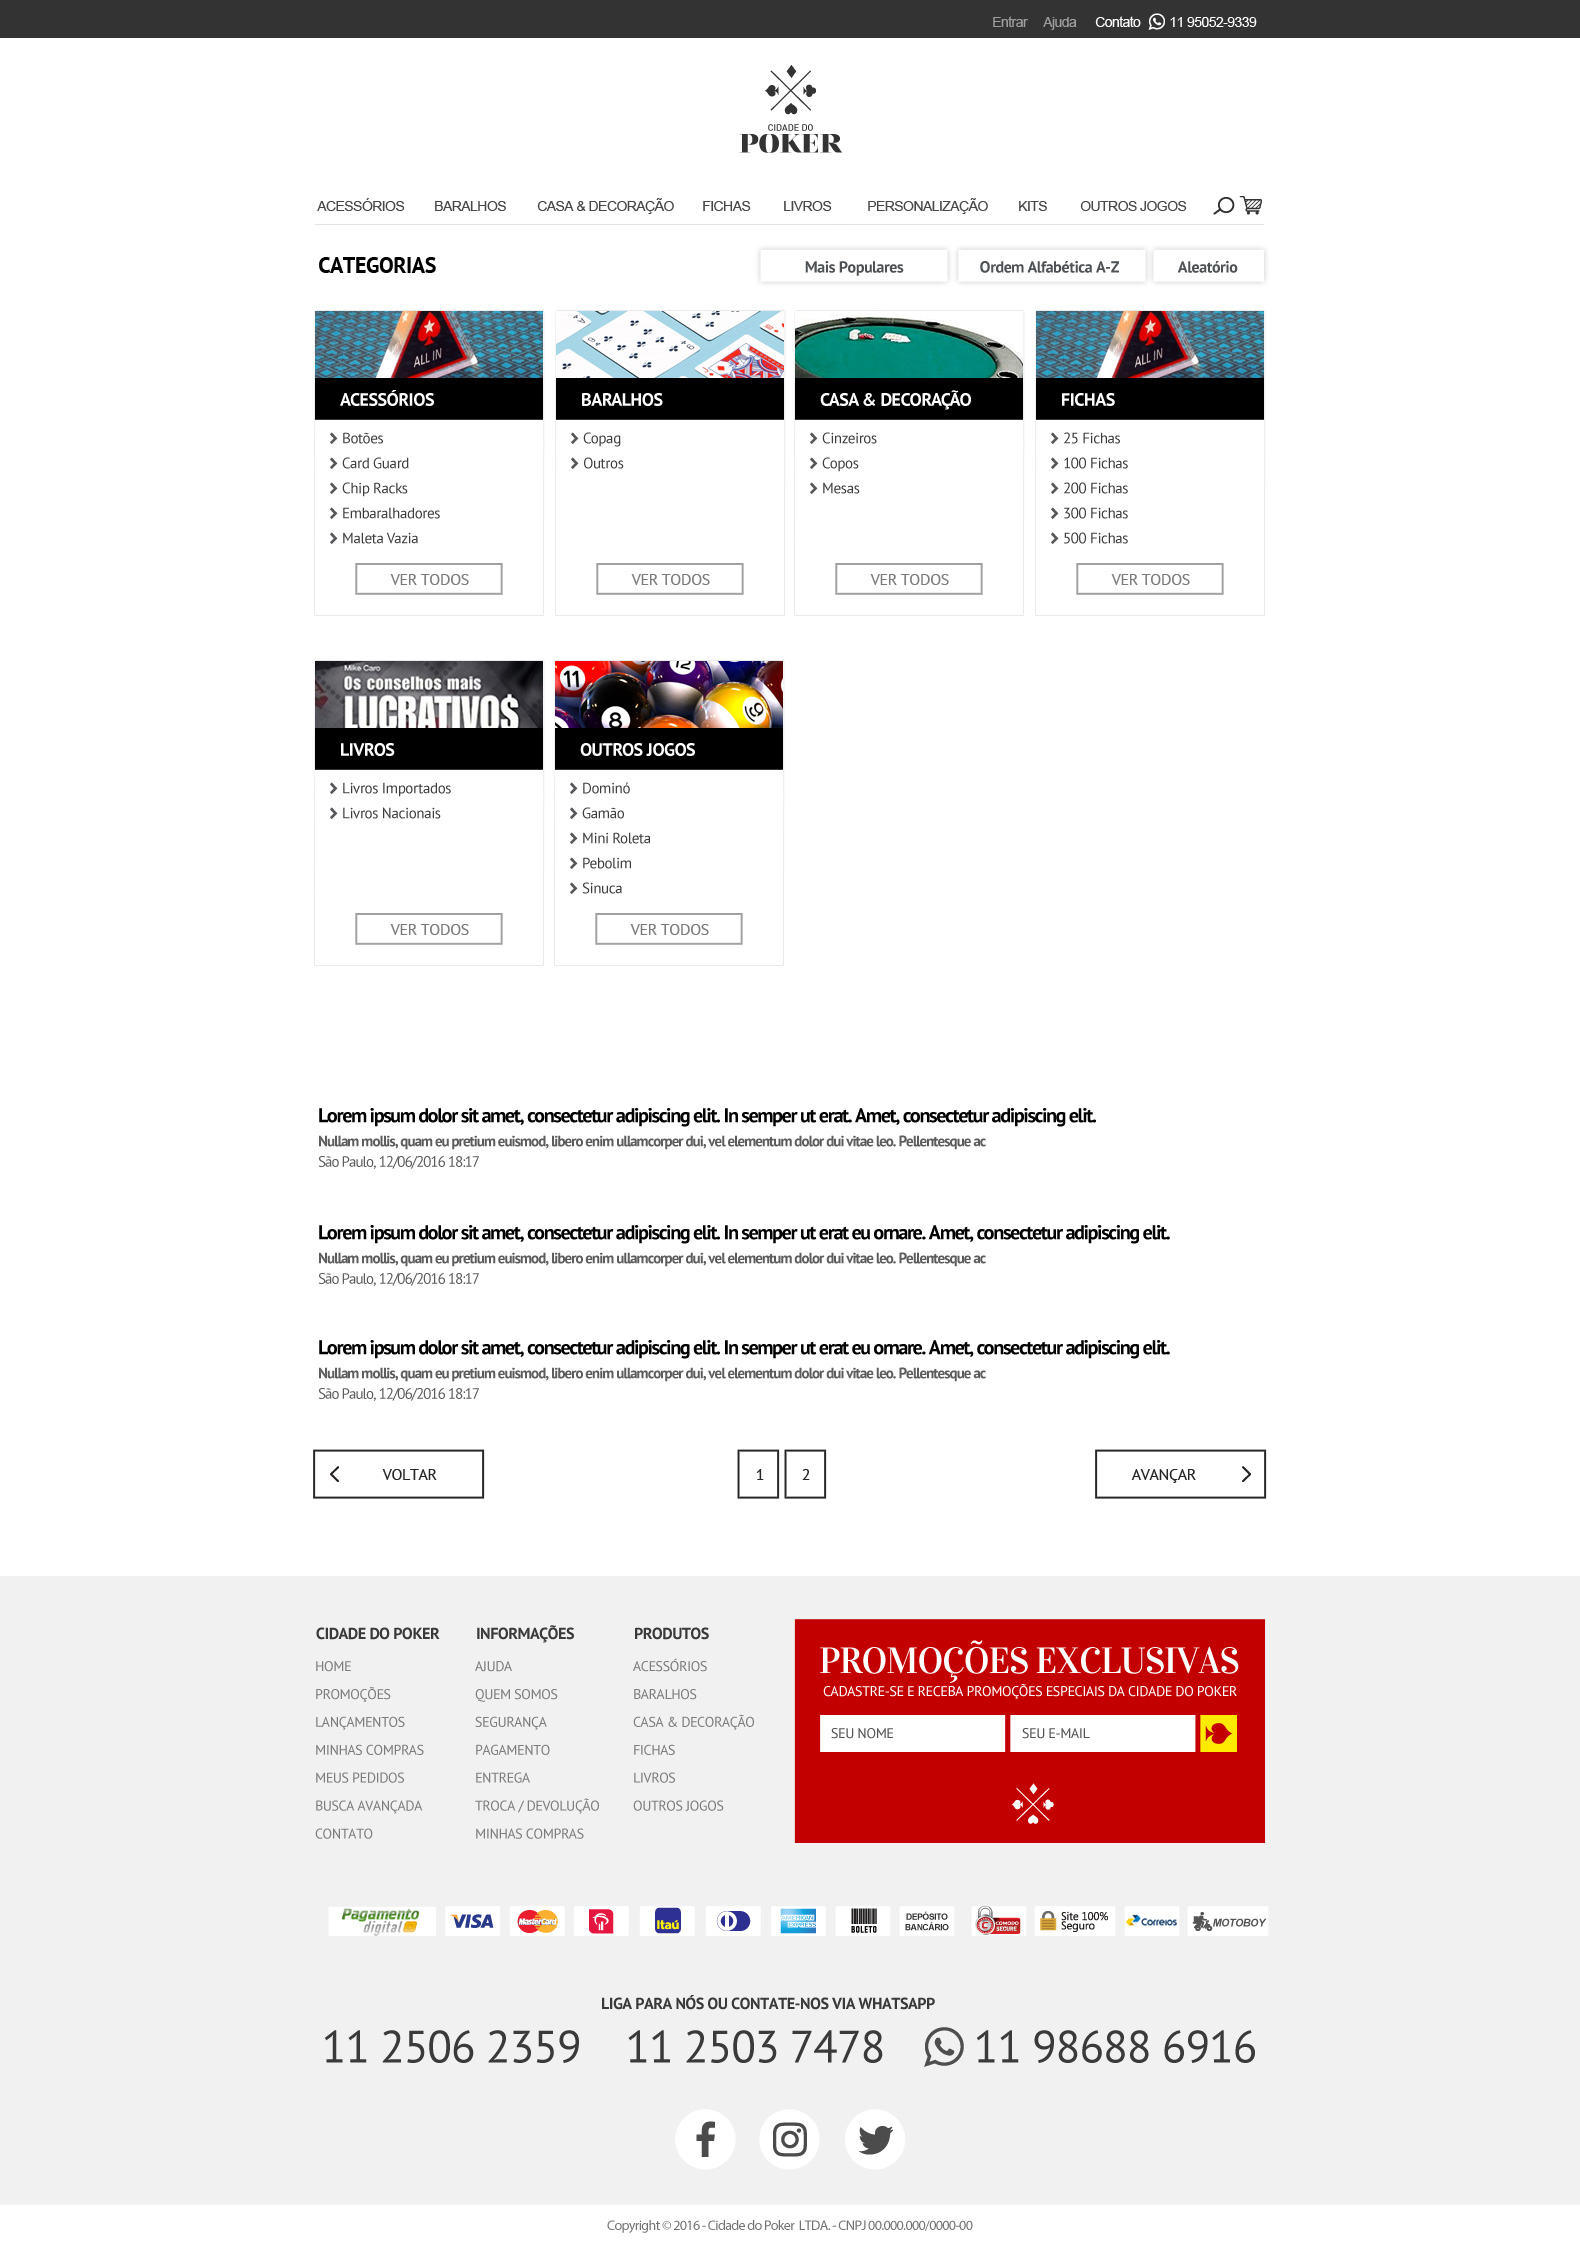 Entrar Ajuda Contato 11 95052-9339
CIDADE DO
POKER
ACESSÓRIOS BARALHOS CASA & DECORAÇÃO FICHAS LIVROS PERSONALIZAÇÃO KITS OUTROS JOGOS
CATEGORIAS
Mais Populares Ordem Alfabética A-Z Aleatório
ALL IN
ACESSÓRIOS
Botões
Card Guard
Chip Racks
Embaralhadores
Maleta Vazia
VER TODOS
BARALHOS
Copag
Outros
VER TODOS
CASA & DECORAÇÃO
Cinzeiros
Copos
Mesas
VER TODOS
ALL IN
FICHAS
25 Fichas
100 Fichas
200 Fichas
300 Fichas
500 Fichas
VER TODOS
Mike Caro
Os conselhos mais
LUCRATIVO$
LIVROS
Livros Importados
Livros Nacionais
VER TODOS
11 12
8
OUTROS JOGOS
Dominó
Gamão
Mini Roleta
Pebolim
Sinuca
VER TODOS
Lorem ipsum dolor sit amet, consectetur adipiscing elit. In semper ut erat. Amet, consectetur adipiscing elit.
Nullam mollis, quam eu pretium euismod, libero enim ullamcorper dui, vel elementum dolor dui vitae leo. Pellentesque ac
São Paulo, 12/06/2016 18:17
Lorem ipsum dolor sit amet, consectetur adipiscing elit. In semper ut erat eu ornare. Amet, consectetur adipiscing elit.
Nullam mollis, quam eu pretium euismod, libero enim ullamcorper dui, vel elementum dolor dui vitae leo. Pellentesque ac
São Paulo, 12/06/2016 18:17
Lorem ipsum dolor sit amet, consectetur adipiscing elit. In semper ut erat eu ornare. Amet, consectetur adipiscing elit.
Nullam mollis, quam eu pretium euismod, libero enim ullamcorper dui, vel elementum dolor dui vitae leo. Pellentesque ac
São Paulo, 12/06/2016 18:17
VOLTAR 1 2 AVANÇAR
CIDADE DO POKER
HOME
PROMOÇÕES
LANÇAMENTOS
MINHAS COMPRAS
MEUS PEDIDOS
BUSCA AVANÇADA
CONTATO
INFORMAÇÕES
AJUDA
QUEM SOMOS
SEGURANÇA
PAGAMENTO
ENTREGA
TROCA / DEVOLUÇÃO
MINHAS COMPRAS
PRODUTOS
ACESSÓRIOS
BARALHOS
CASA & DECORAÇÃO
FICHAS
LIVROS
OUTROS JOGOS
PROMOÇÕES EXCLUSIVAS
CADASTRE-SE E RECEBA PROMOÇÕES ESPECIAIS DA CIDADE DO POKER
SEU NOME SEU E-MAIL
Pagamento
digital
VISA
MasterCard
Itaú
AMERICAN
EXPRESS
BOLETO
DEPÓSITO
BANCÁRIO
COMODO
SECURE
Site 100%
Seguro
Correios
MOTOBOY
LIGA PARA NÓS OU CONTATE-NOS VIA WHATSAPP
11 2506 2359 11 2503 7478 11 98688 6916
Copyright © 2016 - Cidade do Poker LTDA. - CNPJ 00.000.000/0000-00